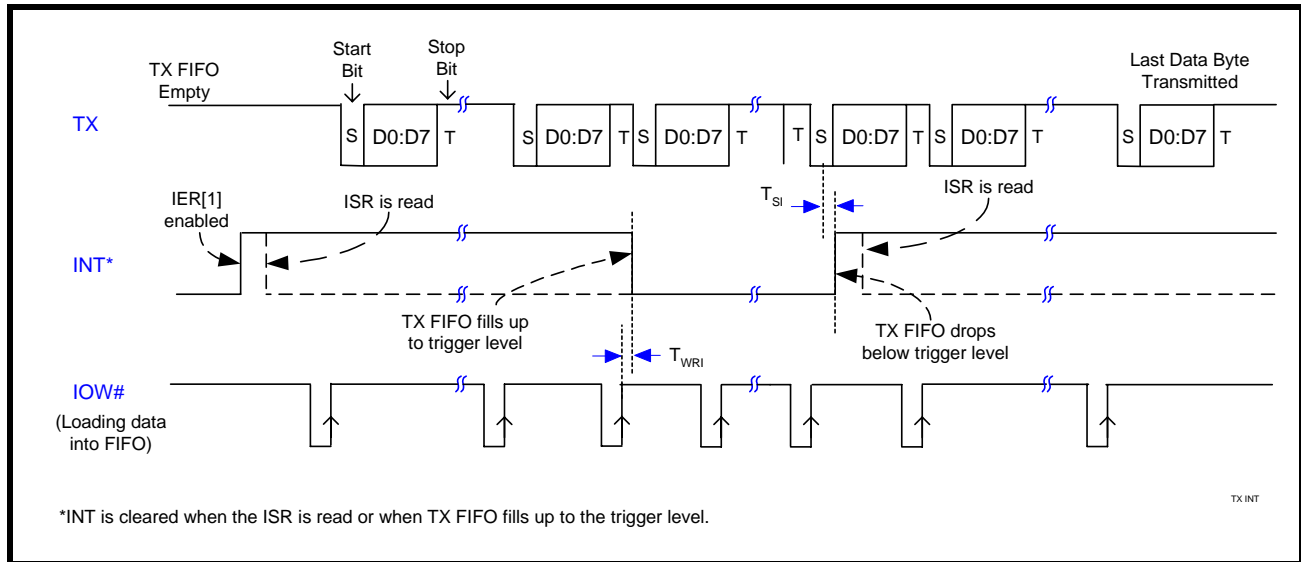 Start
Bit
Stop
Bit
TX FIFO
Empty
Last Data Byte
Transmitted
TX
S D0:D7 T S D0:D7 T S D0:D7 T T S D0:D7 T S D0:D7 T S D0:D7 T
IER[1]
enabled
ISR is read
TSI
ISR is read
INT*
TX FIFO fills up
to trigger level
TX FIFO drops
below trigger level
TWRI
IOW#
(Loading data
into FIFO)
TX INT
*INT is cleared when the ISR is read or when TX FIFO fills up to the trigger level.